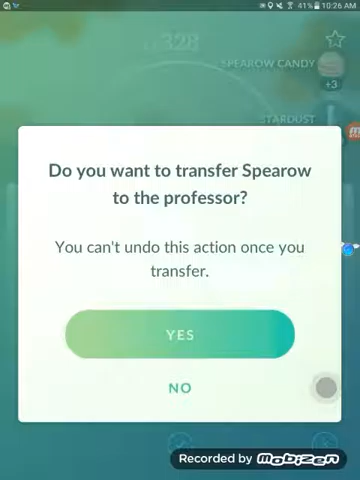 41% 10:26 AM
328
SPEAROW CANDY
+3
STARDUST
Do you want to transfer Spearow
to the professor?
You can't undo this action once you
transfer.
YES
NO
Recorded by mobizen